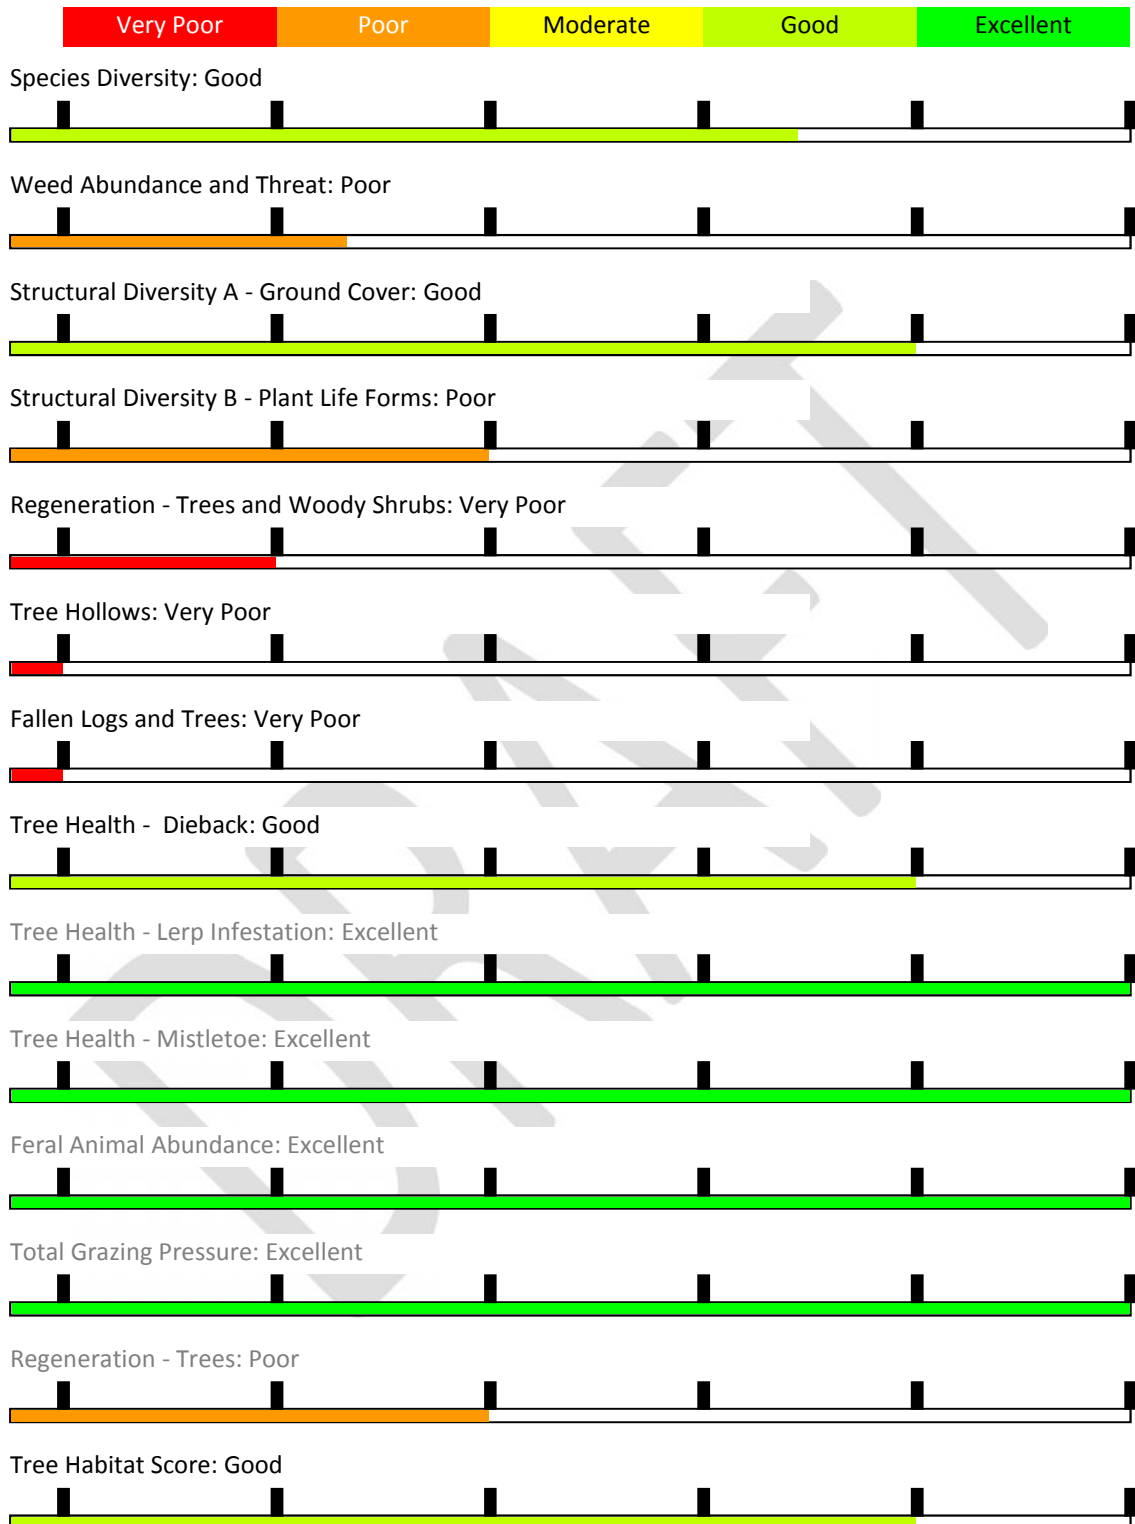 Very Poor Poor Moderate Good Excellent
Species Diversity: Good
Weed Abundance and Threat: Poor
Structural Diversity A - Ground Cover: Good
Structural Diversity B - Plant Life Forms: Poor
Regeneration - Trees and Woody Shrubs: Very Poor
Tree Hollows: Very Poor
Fallen Logs and Trees: Very Poor
Tree Health -  Dieback: Good
Tree Health - Lerp Infestation: Excellent
Tree Health - Mistletoe: Excellent
Feral Animal Abundance: Excellent
Total Grazing Pressure: Excellent
Regeneration - Trees: Poor
Tree Habitat Score: Good
DRAFT